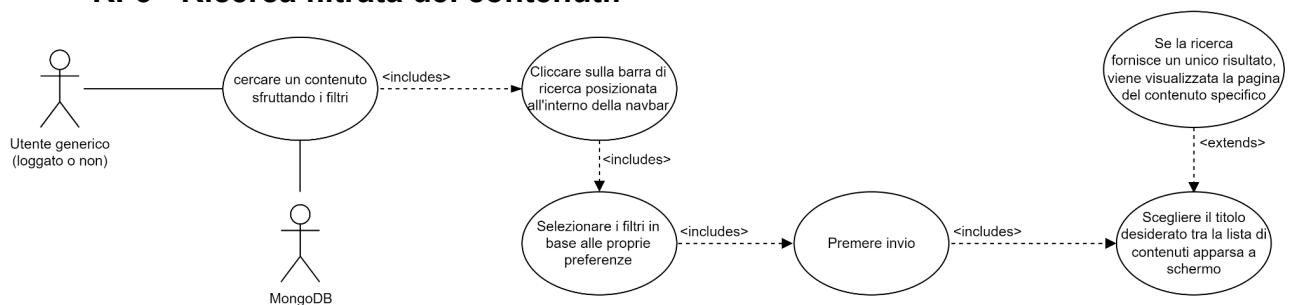 cercare un contenuto
sfruttando i filtri
<includes>
Cliccare sulla barra di
ricerca posizionata
all'interno della navbar
Se la ricerca
fornisce un unico risultato,
viene visualizzata la pagina
del contenuto specifico
Utente generico
(loggato o non)
<includes>
<extends>
Selezionare i filtri in
base alle proprie
preferenze
<includes>
Premere invio
<includes>
Scegliere il titolo
desiderato tra la lista di
contenuti apparsa a
schermo
MongoDB